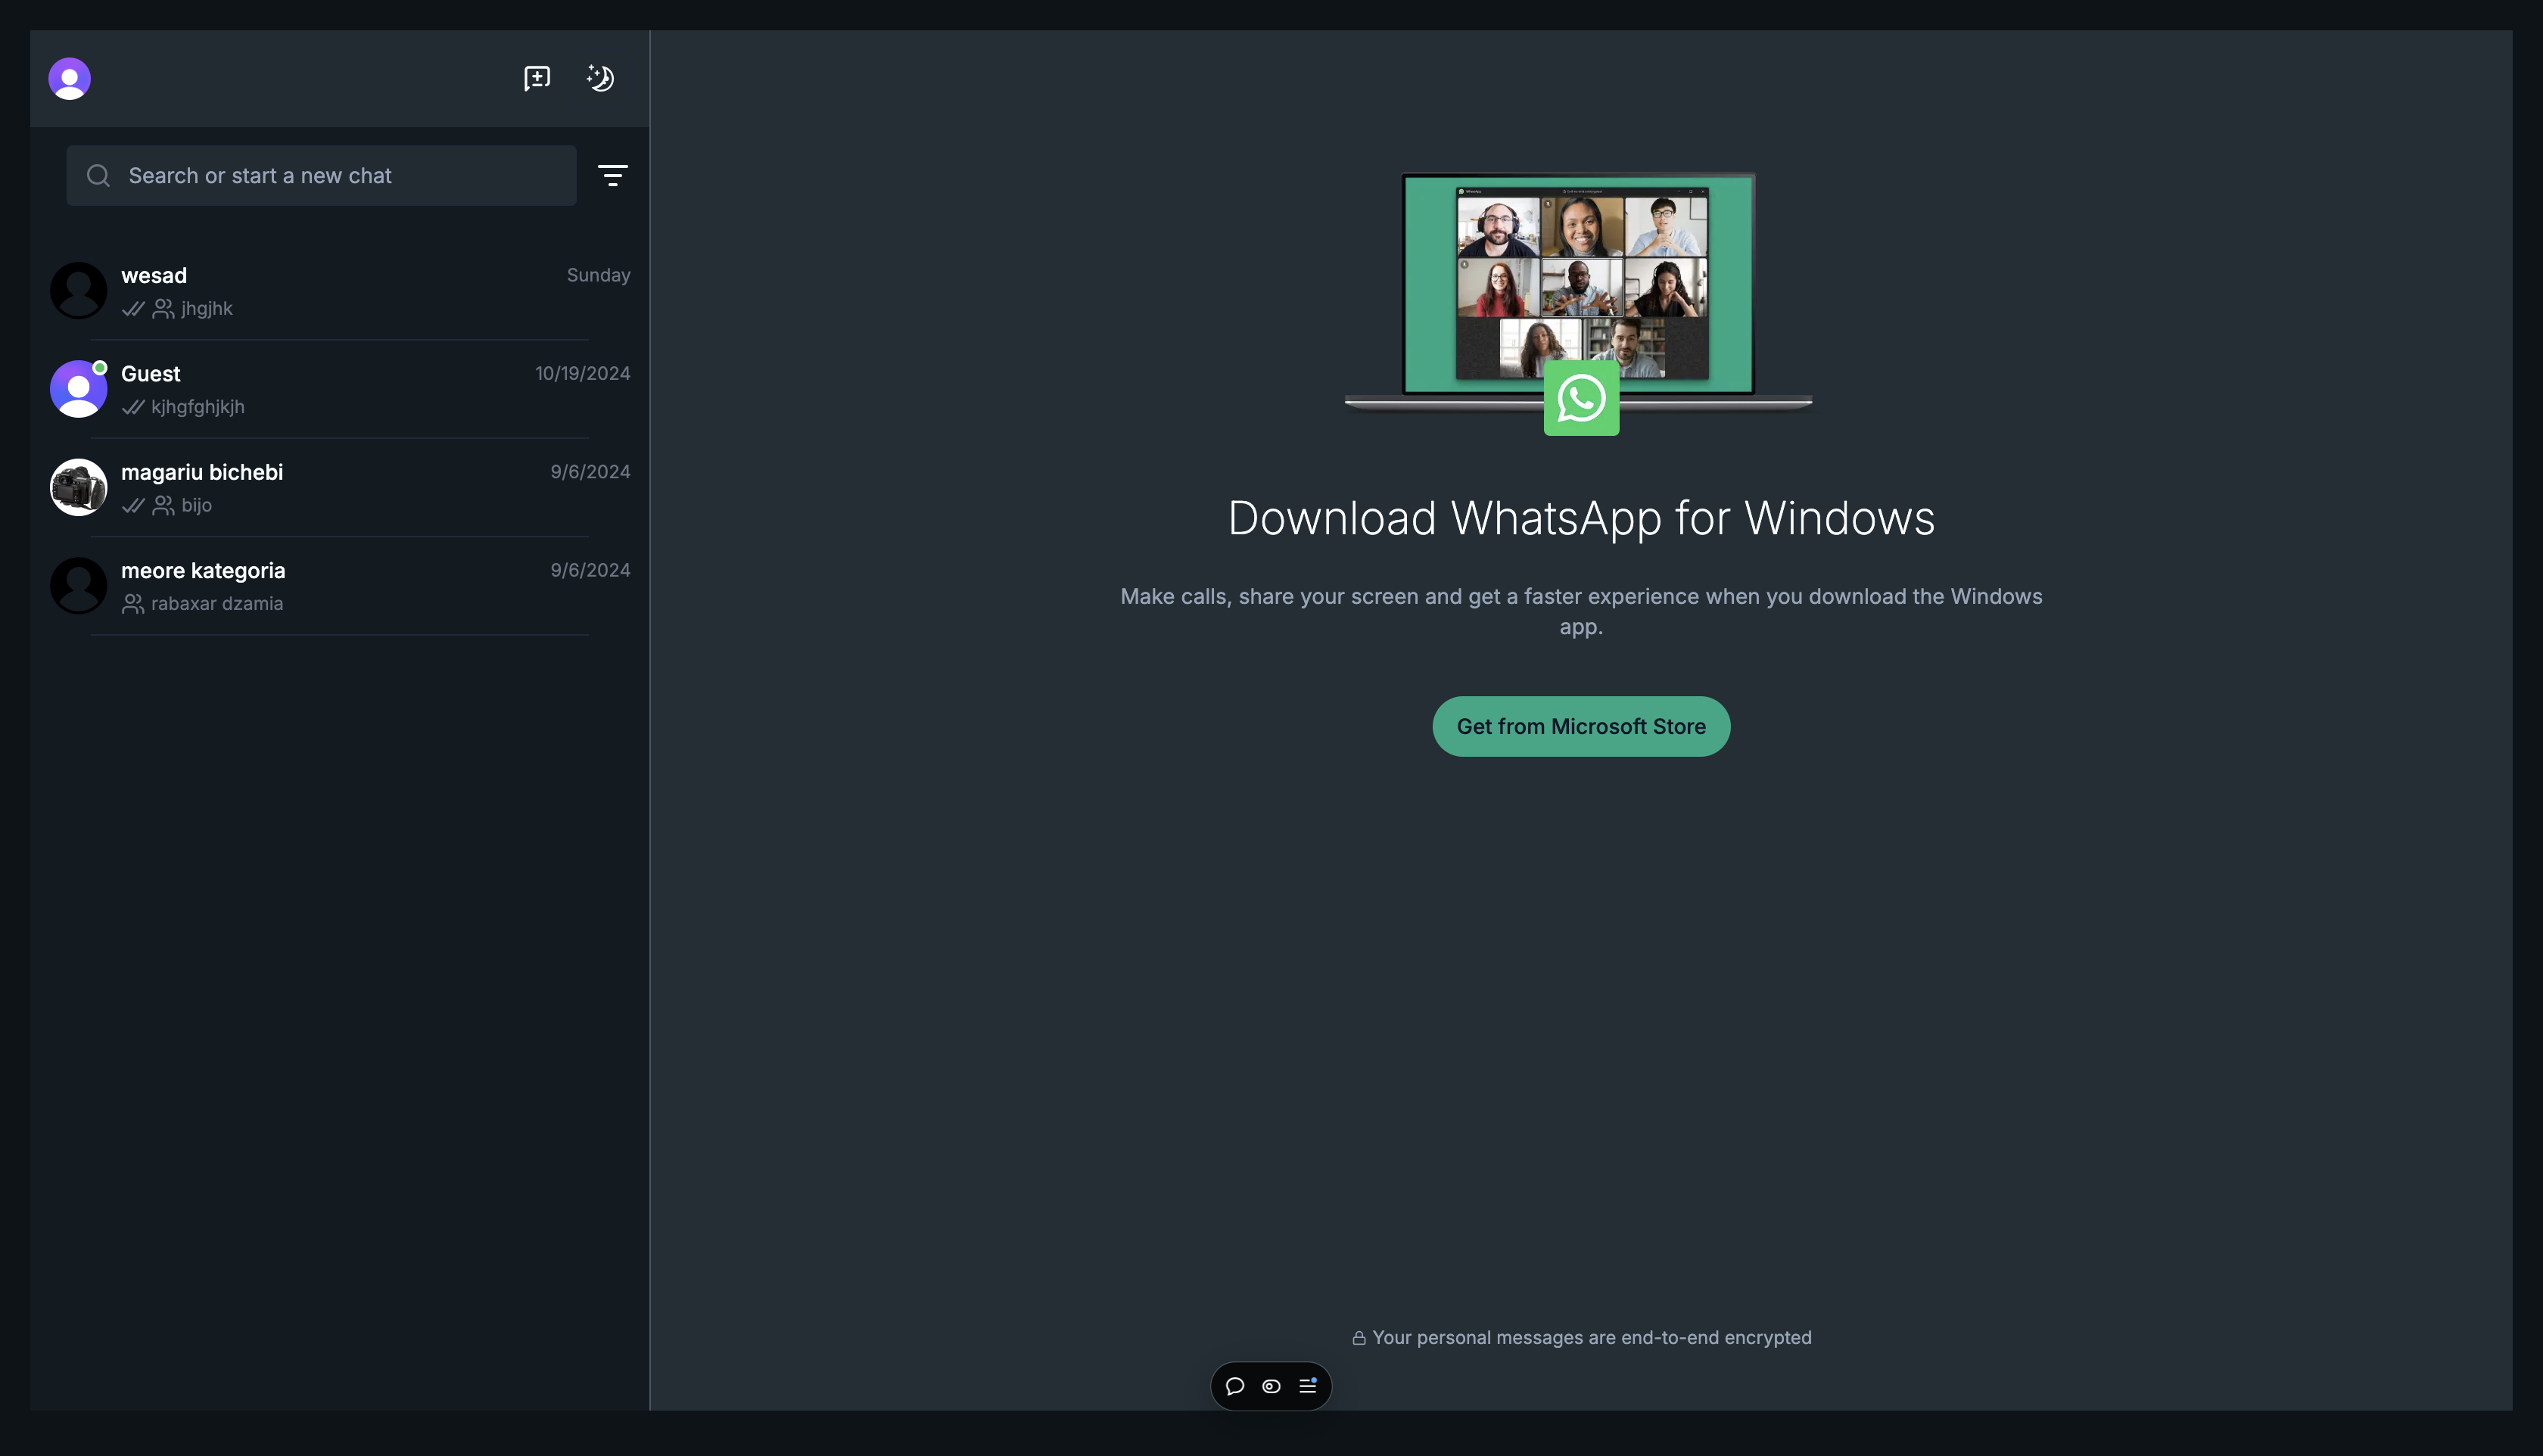 Search or start a new chat
wesad
Sunday
jhgjhk
Guest
10/19/2024
kjhgfghjkjh
magariu bichebi
9/6/2024
bijo
meore kategoria
9/6/2024
rabaxar dzamia
Download WhatsApp for Windows
Make calls, share your screen and get a faster experience when you download the Windows
app.
Get from Microsoft Store
Your personal messages are end-to-end encrypted